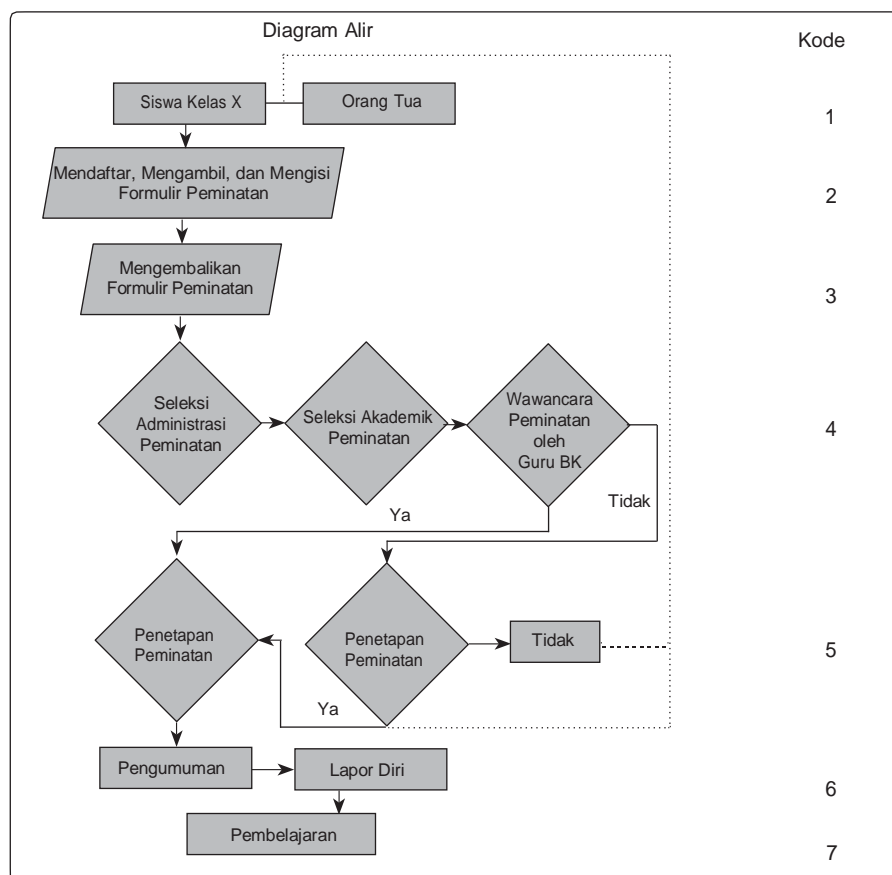 Diagram Alir
Kode
Siswa Kelas X
Orang Tua
1
Mendaftar, Mengambil, dan Mengisi
Formulir Peminatan
2
Mengembalikan
Formulir Peminatan
3
Seleksi
Administrasi
Peminatan
Seleksi Akademik
Peminatan
Wawancara
Peminatan
oleh
Guru BK
4
Ya
Tidak
Penetapan
Peminatan
Penetapan
Peminatan
Tidak
5
Ya
Pengumuman
Lapor Diri
6
Pembelajaran
7